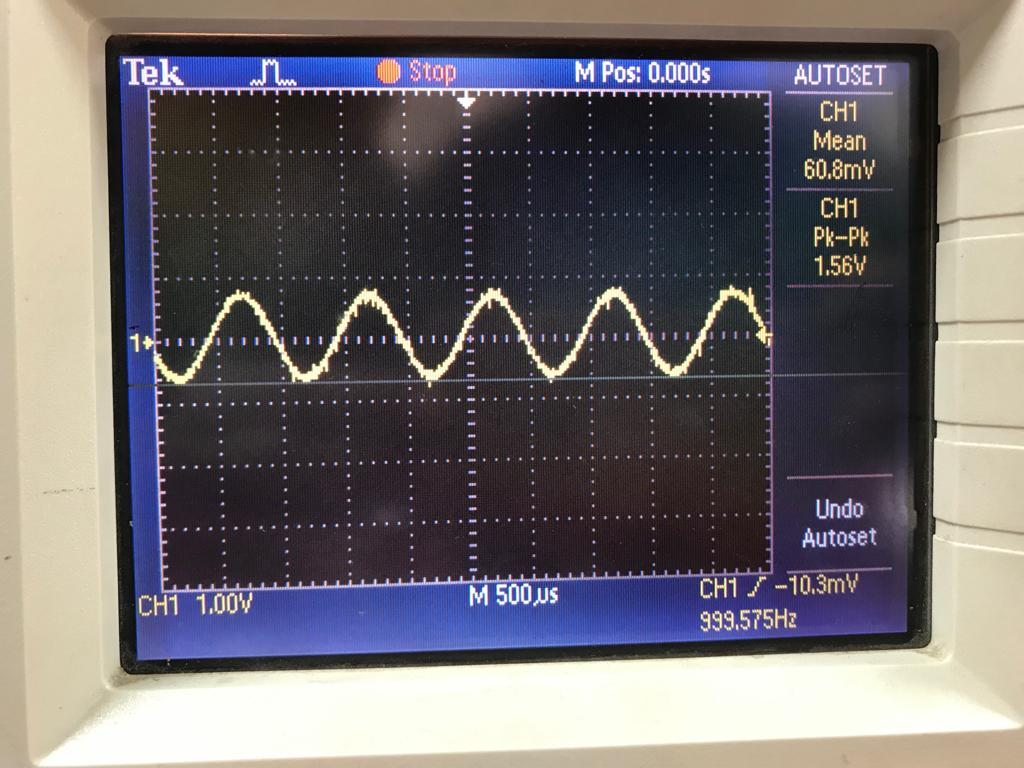 Tek Stop M Pos: 0.000s AUTOSET
CH1
Mean
60.8mV
CH1
Pk-Pk
1.56V
1
Undo
Autoset
CH1 1.00V M 500µs CH1 -10.3mV
999.575Hz